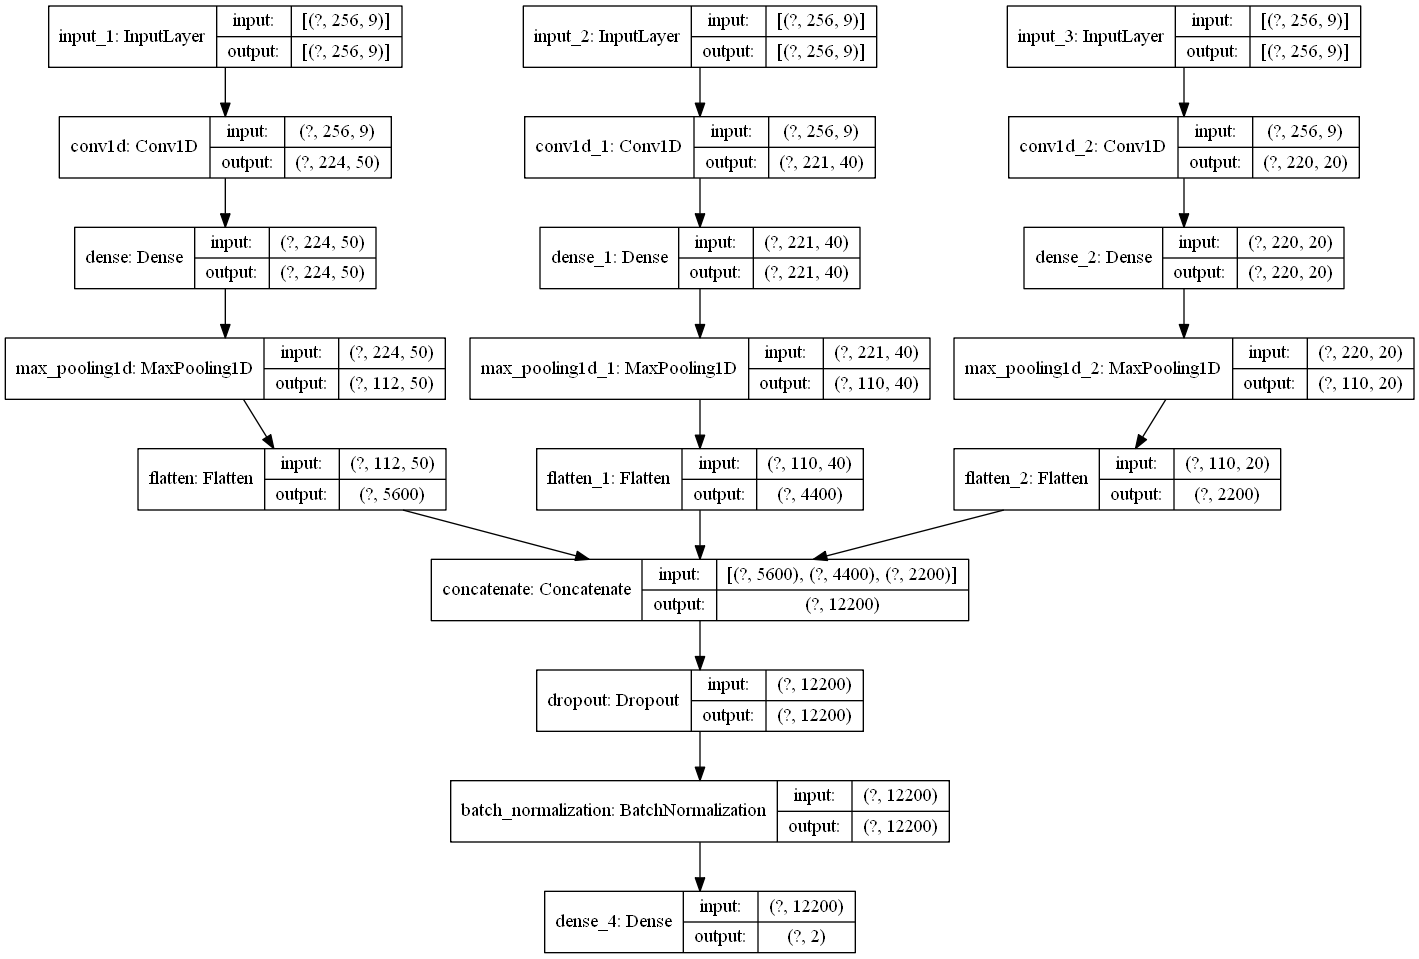 input_1: InputLayer
input: [(?, 256, 9)]
output: [(?, 256, 9)]
input_2: InputLayer
input: [(?, 256, 9)]
output: [(?, 256, 9)]
input_3: InputLayer
input: [(?, 256, 9)]
output: [(?, 256, 9)]
conv1d: Conv1D
input: (?, 256, 9)
output: (?, 224, 50)
conv1d_1: Conv1D
input: (?, 256, 9)
output: (?, 221, 40)
conv1d_2: Conv1D
input: (?, 256, 9)
output: (?, 220, 20)
dense: Dense
input: (?, 224, 50)
output: (?, 224, 50)
dense_1: Dense
input: (?, 221, 40)
output: (?, 221, 40)
dense_2: Dense
input: (?, 220, 20)
output: (?, 220, 20)
max_pooling1d: MaxPooling1D
input: (?, 224, 50)
output: (?, 112, 50)
max_pooling1d_1: MaxPooling1D
input: (?, 221, 40)
output: (?, 110, 40)
max_pooling1d_2: MaxPooling1D
input: (?, 220, 20)
output: (?, 110, 20)
flatten: Flatten
input: (?, 112, 50)
output: (?, 5600)
flatten_1: Flatten
input: (?, 110, 40)
output: (?, 4400)
flatten_2: Flatten
input: (?, 110, 20)
output: (?, 2200)
concatenate: Concatenate
input: [(?, 5600), (?, 4400), (?, 2200)]
output: (?, 12200)
dropout: Dropout
input: (?, 12200)
output: (?, 12200)
batch_normalization: BatchNormalization
input: (?, 12200)
output: (?, 12200)
dense_4: Dense
input: (?, 12200)
output: (?, 2)